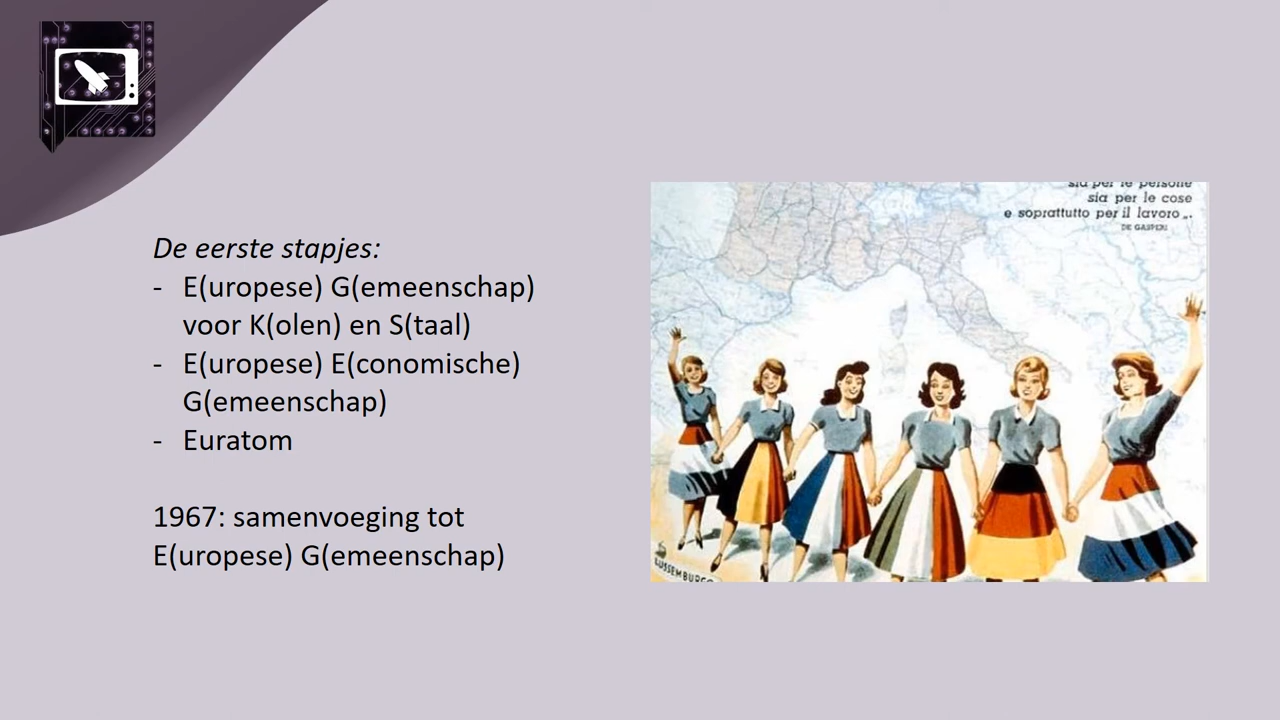 De eerste stapjes:
- E(uropese) G(emeenschap)
voor K(olen) en S(taal)
- E(uropese) E(conomische)
G(emeenschap)
- Euratom
1967: samenvoeging tot
E(uropese) G(emeenschap)
sia per le persone
sia per le cose
e soprattutto per il lavoro „.
DE GASPERI
LUSSEMBURGO